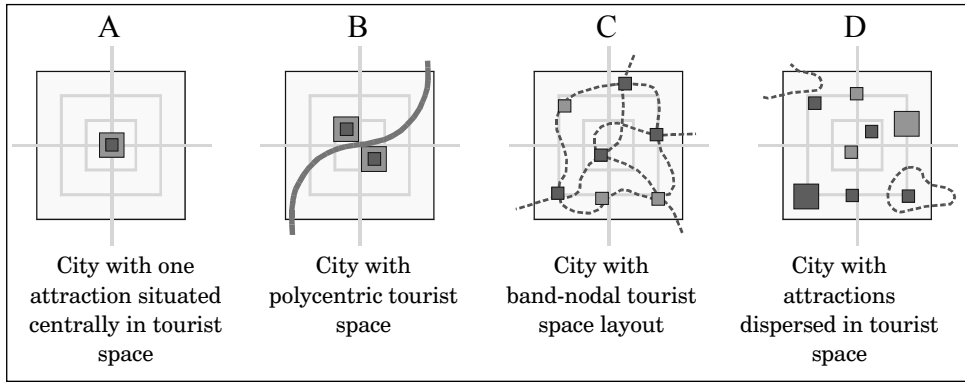 A
B
C
D
City with one
attraction situated
centrally in tourist
space
City with
polycentric tourist
space
City with
band-nodal tourist
space layout
City with
attractions
dispersed in tourist
space